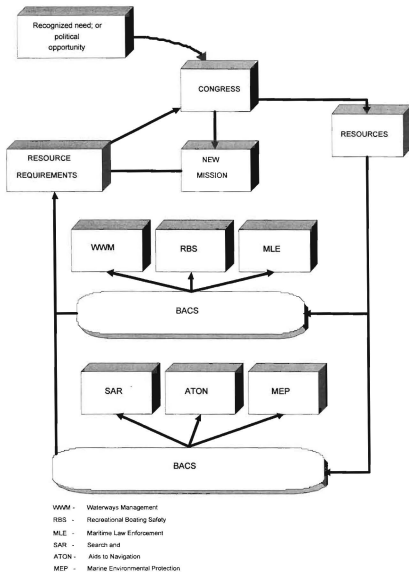 Recognized need; or
political
opportunity
CONGRESS
RESOURCES
RESOURCE
REQUIREMENTS
NEW
MISSION
WWM
RBS
MLE
BACS
SAR
ATON
MEP
BACS
WWM - Waterways Management
RBS - Recreational Boating Safety
MLE - Maritime Law Enforcement
SAR - Search and
ATON - Aids to Navigation
MEP - Marine Environmental Protection